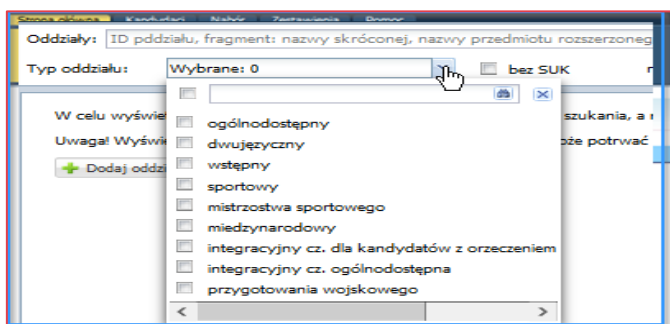 Strona główna Kandydaci Nabór Zestawienia Pomoc
Oddziały: ID pddziału, fragment: nazwy skróconej, nazwy przedmiotu rozszerzoneg
Typ oddziału: Wybrane: 0 bez SUK
W celu wyświe szukania, a
ogólnodostępny
Uwaga! Wyświe oże potrwać
dwujęzyczny
Dodaj oddzi
wstępny
sportowy
mistrzostwa sportowego
miedzynarodowy
integracyjny cz. dla kandydatów z orzeczeniem
integracyjny cz. ogólnodostępna
przygotowania wojskowego